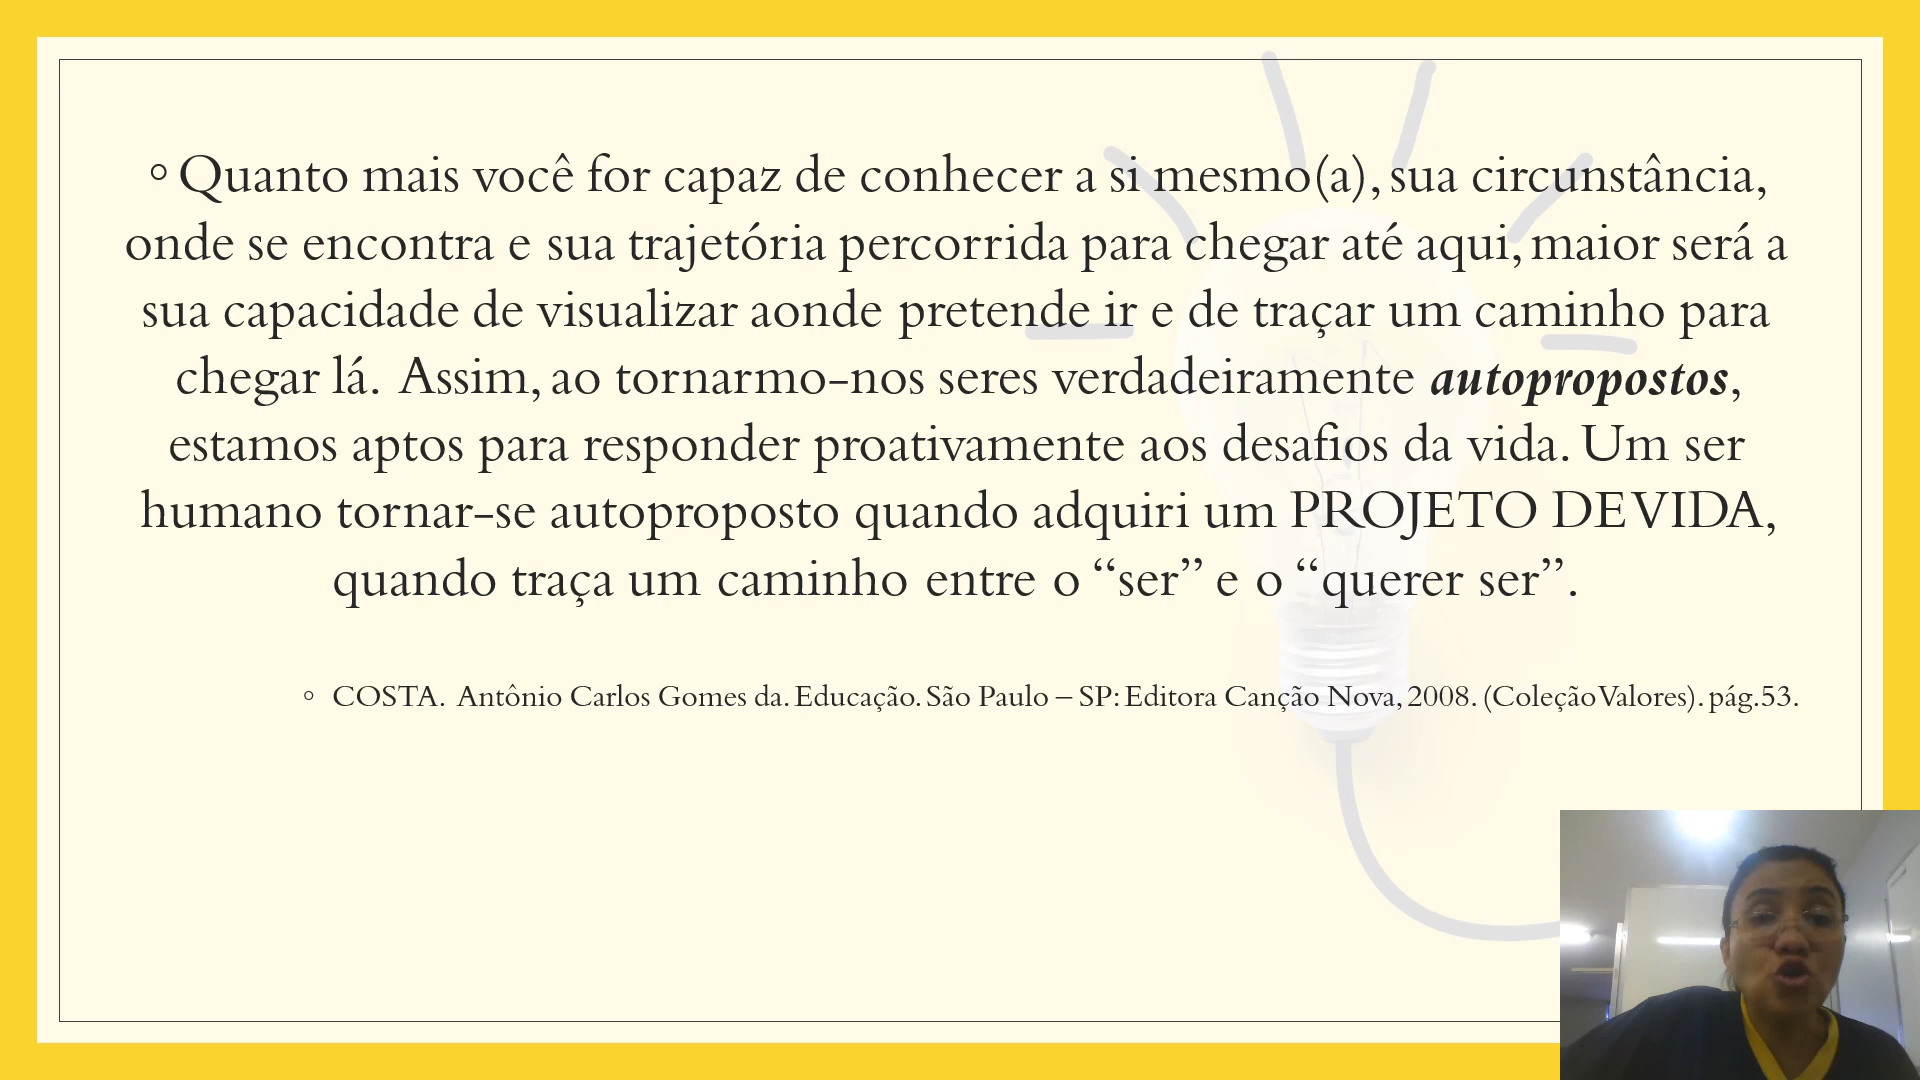 ◦ Quanto mais você for capaz de conhecer a si mesmo(a), sua circunstância,
onde se encontra e sua trajetória percorrida para chegar até aqui, maior será a
sua capacidade de visualizar aonde pretende ir e de traçar um caminho para
chegar lá. Assim, ao tornarmo-nos seres verdadeiramente autopropostos,
estamos aptos para responder proativamente aos desafios da vida. Um ser
humano tornar-se autoproposto quando adquiri um PROJETO DE VIDA,
quando traça um caminho entre o “ser” e o “querer ser”.
◦ COSTA. Antônio Carlos Gomes da. Educação. São Paulo – SP: Editora Canção Nova, 2008. (Coleção Valores). pág.53.